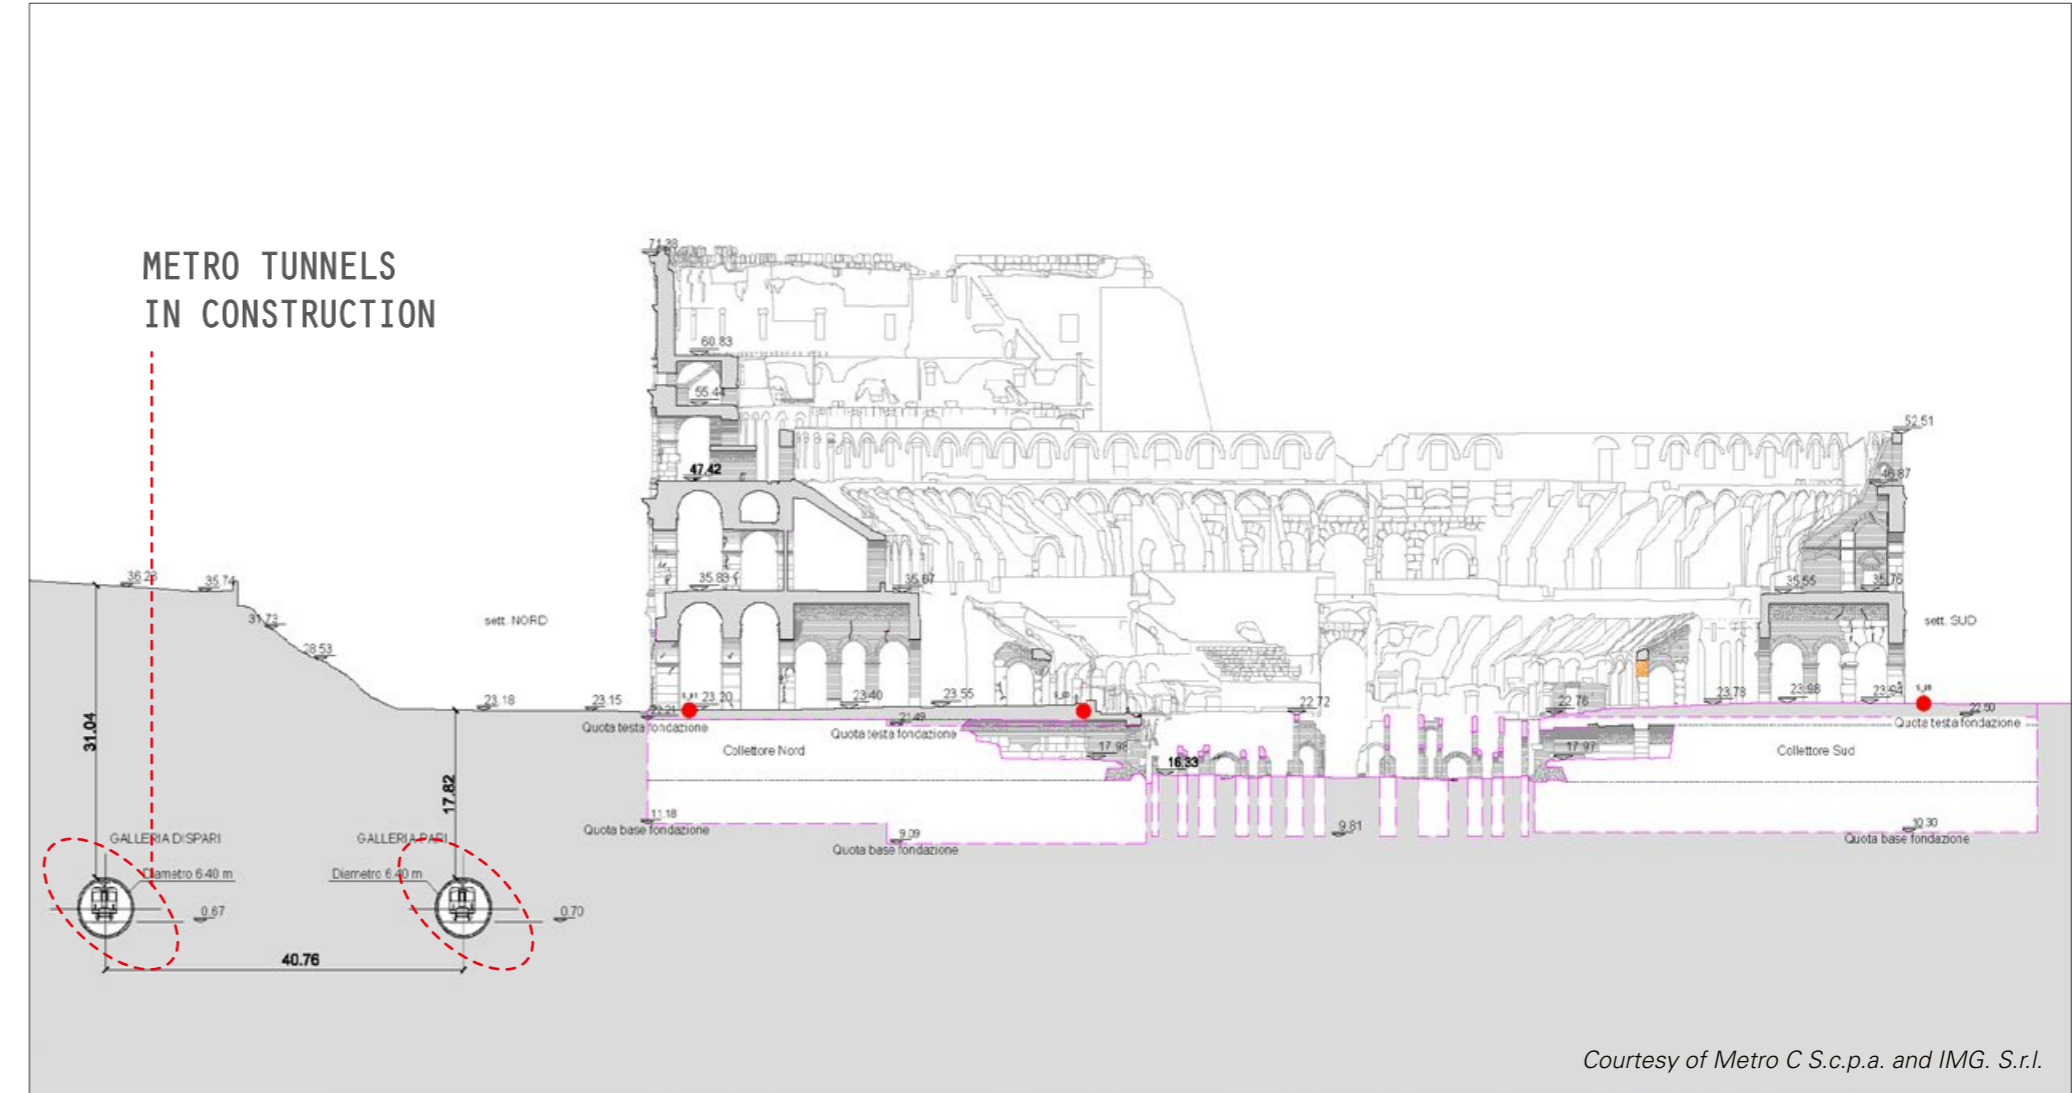 METRO TUNNELS
IN CONSTRUCTION
71.38
60.83
55.44
52.51
47.42
46.87
36.23
35.74
35.83
35.67
35.55
35.76
31.73
28.53
sett. NORD
sett. SUD
23.18
23.15
23.20
23.40
23.55
22.72
22.76
23.78
23.98
23.94
21.21
21.49
22.50
Quota testa fondazione
Quota testa fondazione
Quota testa fondazione
Collettore Nord
17.98
16.33
17.97
Collettore Sud
31.04
17.82
11.18
9.09
9.81
10.30
Quota base fondazione
Quota base fondazione
Quota base fondazione
GALLERIA DISPARI
GALLERIA PARI
Diametro 6.40 m
Diametro 6.40 m
0.67
0.70
40.76
Courtesy of Metro C S.c.p.a. and IMG. S.r.l.